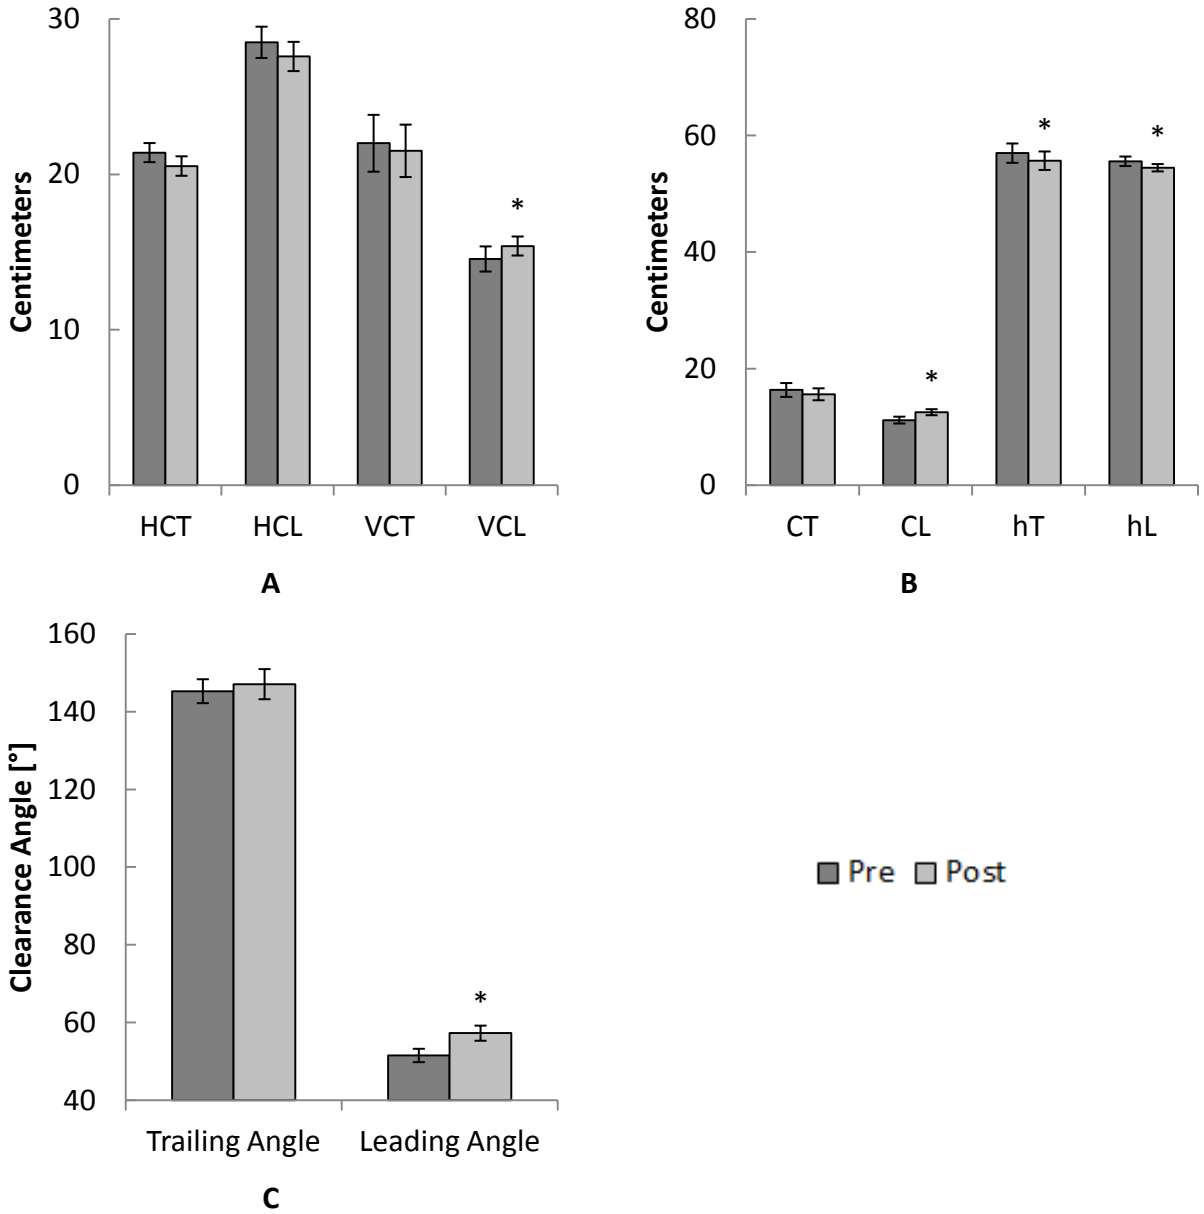 30
20
10
0
Centimeters
*
HCT HCL VCT VCL
A
80
60
40
20
0
Centimeters
* * *
CT CL hT hL
B
160
140
120
100
80
60
40
Clearance Angle [°]
*
Trailing Angle Leading Angle
C
Pre Post